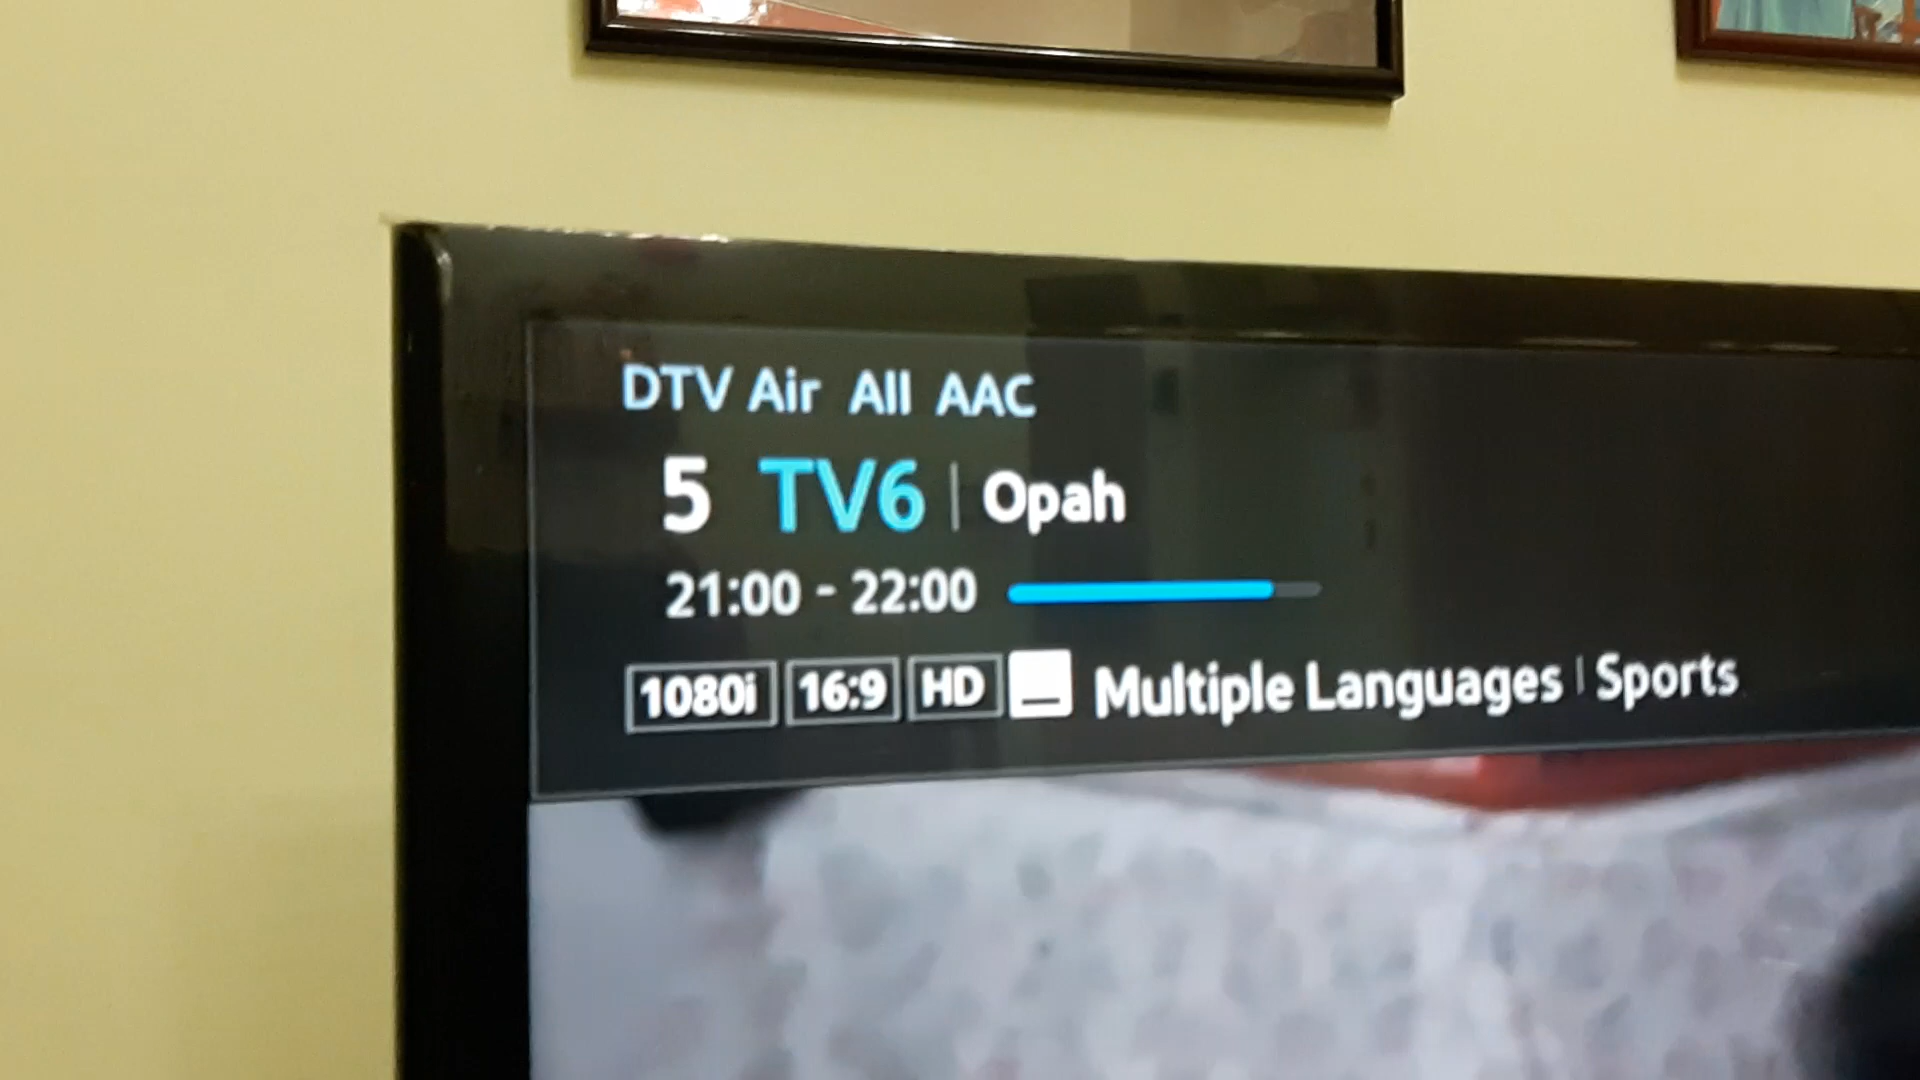 DTV Air All AAC
5 TV6 | Opah
21:00 - 22:00
1080i 16:9 HD Multiple Languages | Sports